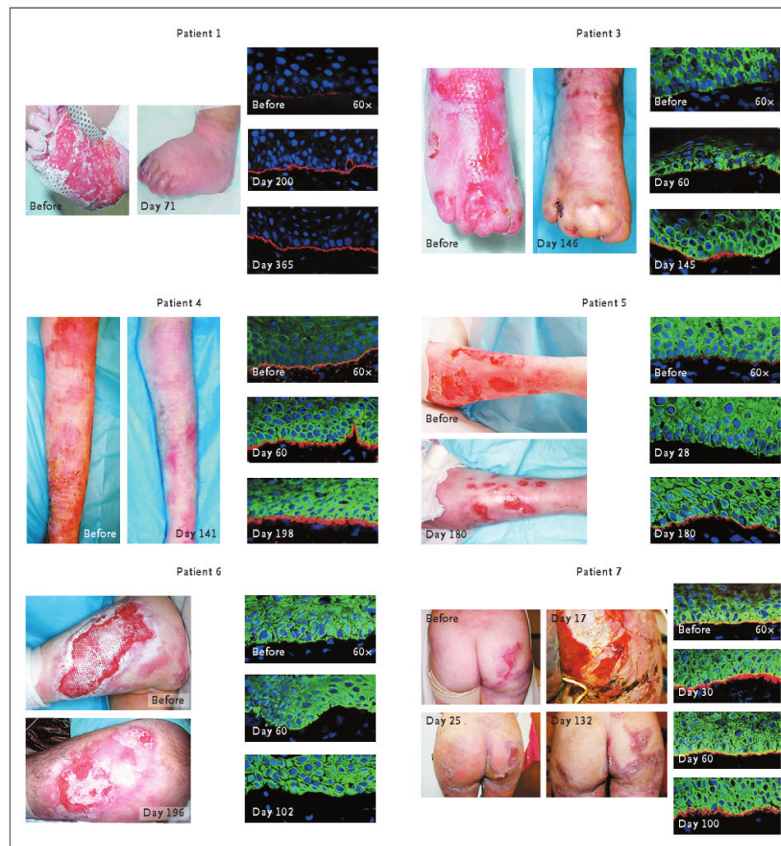 Patient 1
Before
Day 71
Before 60×
Day 200
Day 365
Patient 3
Before
Day 146
Before 60×
Day 60
Day 145
Patient 4
Before
Day 141
Before 60×
Day 60
Day 198
Patient 5
Before
Day 180
Before 60×
Day 28
Day 180
Patient 6
Before
Day 196
Before 60×
Day 60
Day 102
Patient 7
Before
Day 17
Day 25
Day 132
Before 60×
Day 30
Day 60
Day 100